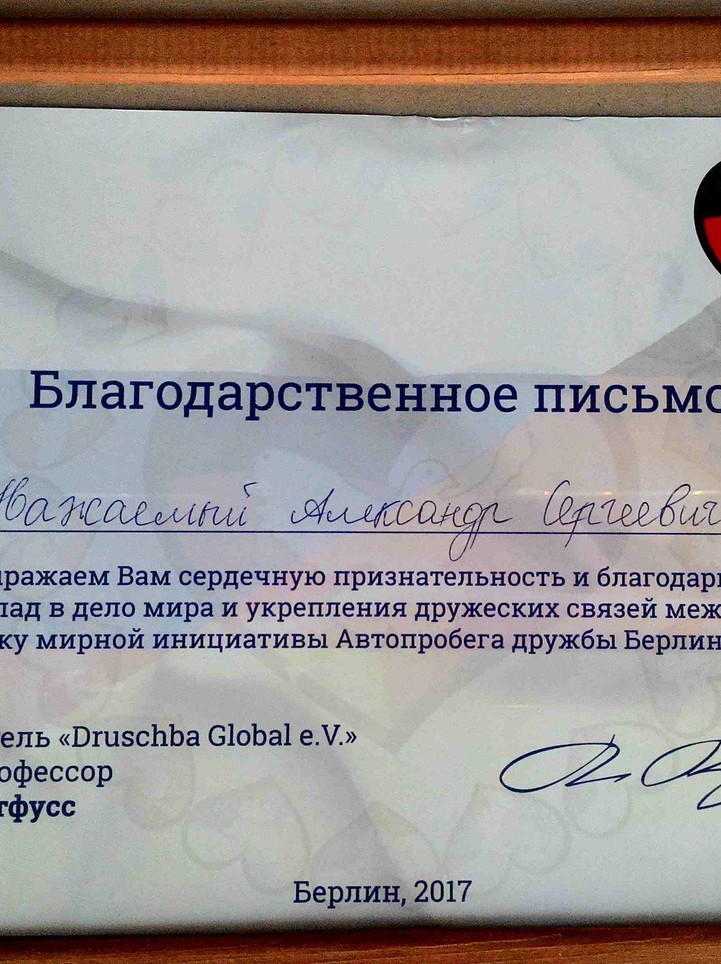 Благодарственное письмо
Уважаемый Александр Сергеевич
ыражаем Вам сердечную признательность и благодар
лад в дело мира и укрепления дружеских связей меж
ку мирной инициативы Автопробега дружбы Берлин
ель «Druschba Global e.V.»
офессор
тфусс
Берлин, 2017